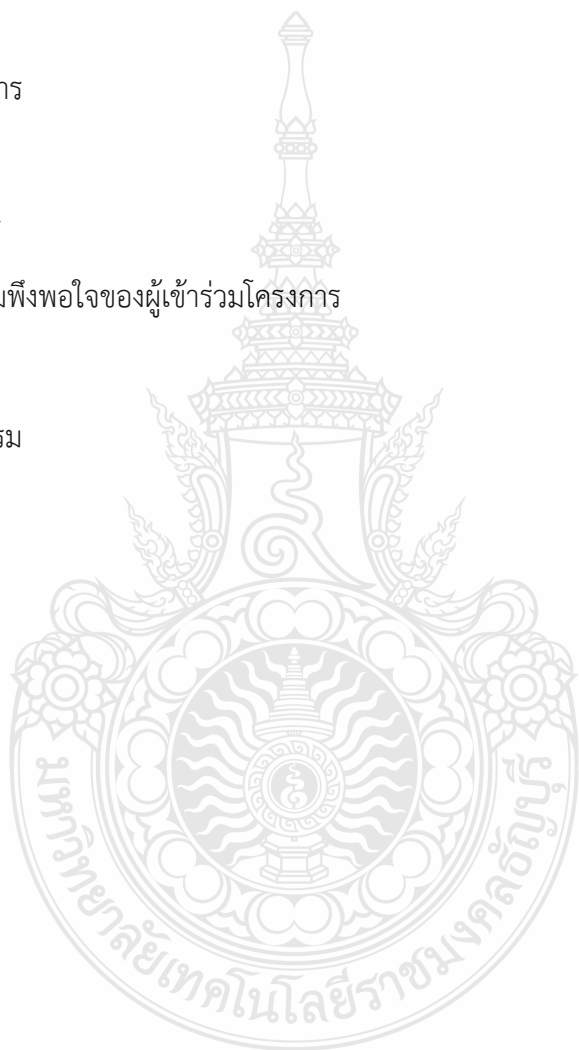 าร
มพึงพอใจของผู้เข้าร่วมโครงการ
รม
มหาวิทยาลัยเทคโนโลยีราชมงคลธัญบุรี